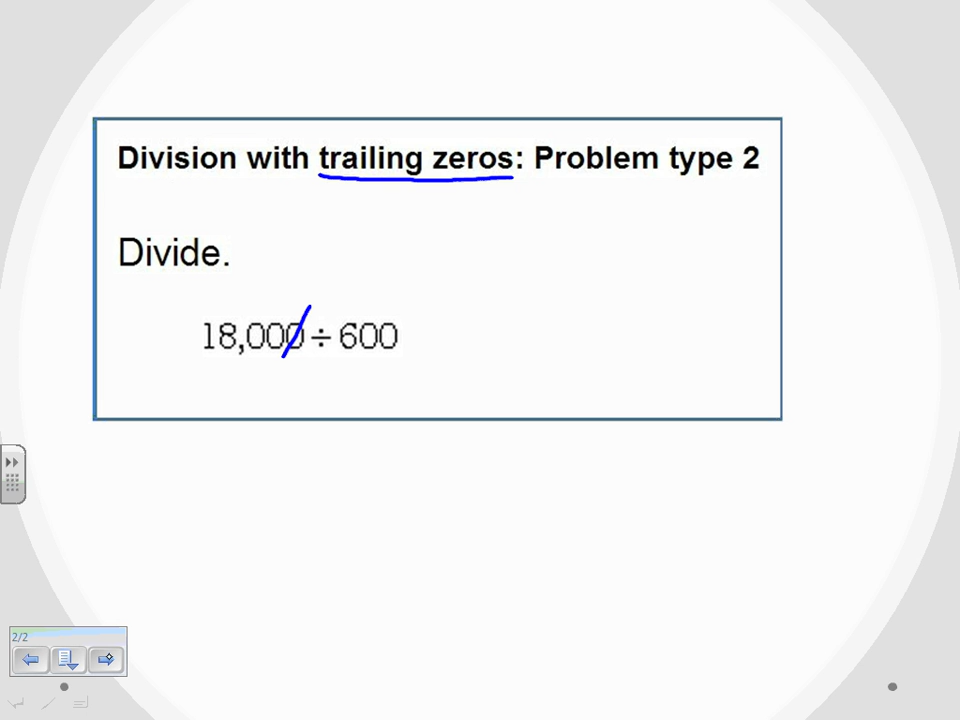 Division with trailing zeros: Problem type 2
Divide.
18,000 ÷ 600
2/2